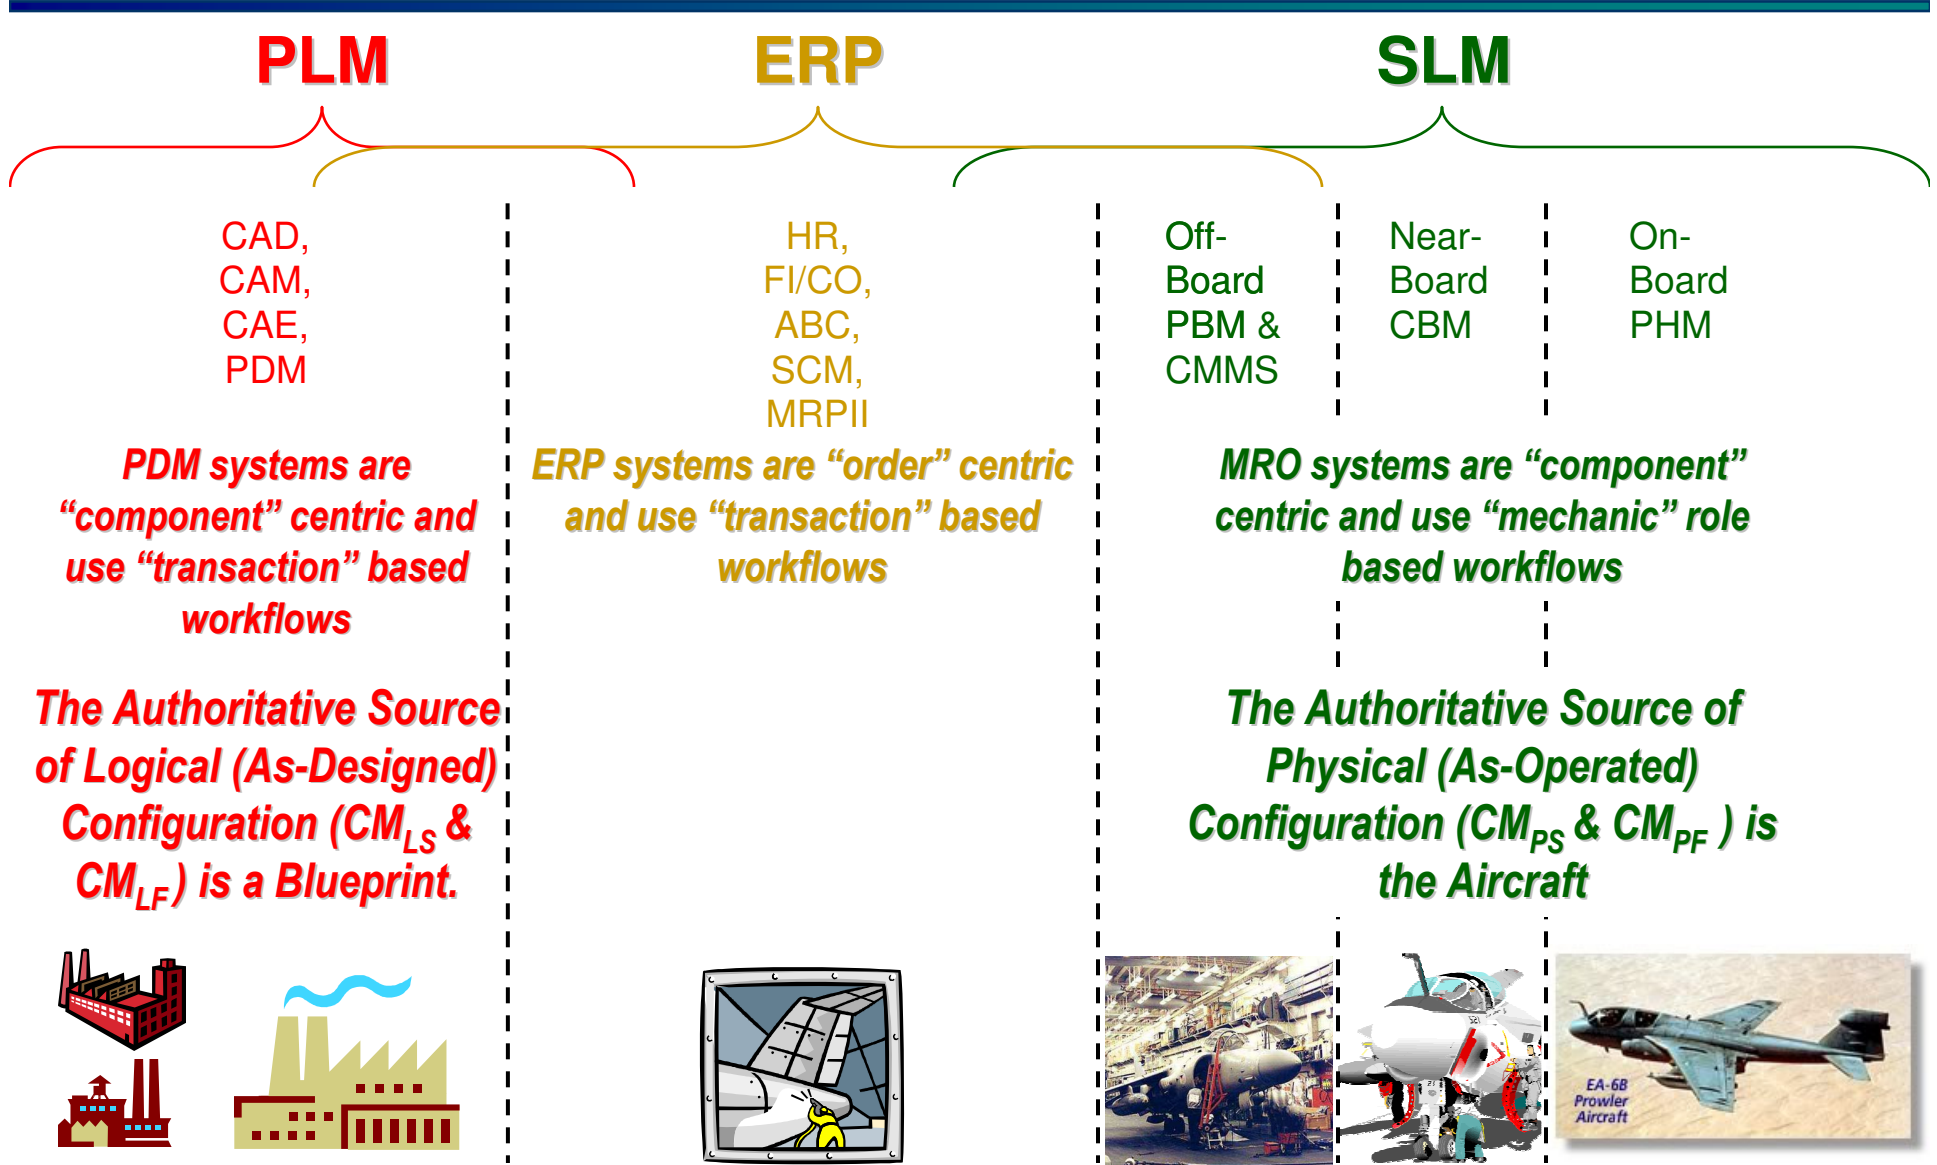 PLM
ERP
SLM
CAD,
CAM,
CAE,
PDM
HR,
FI/CO,
ABC,
SCM,
MRPII
Off-
Board
PBM &
CMMS
Near-
Board
CBM
On-
Board
PHM
PDM systems are
“component” centric and
use “transaction” based
workflows
ERP systems are “order” centric
and use “transaction” based
workflows
MRO systems are “component”
centric and use “mechanic” role
based workflows
The Authoritative Source
of Logical (As-Designed)
Configuration (CMLS &
CMLF ) is a Blueprint.
The Authoritative Source of
Physical (As-Operated)
Configuration (CMPS & CMPF ) is
the Aircraft
EA-6B
Prowler
Aircraft